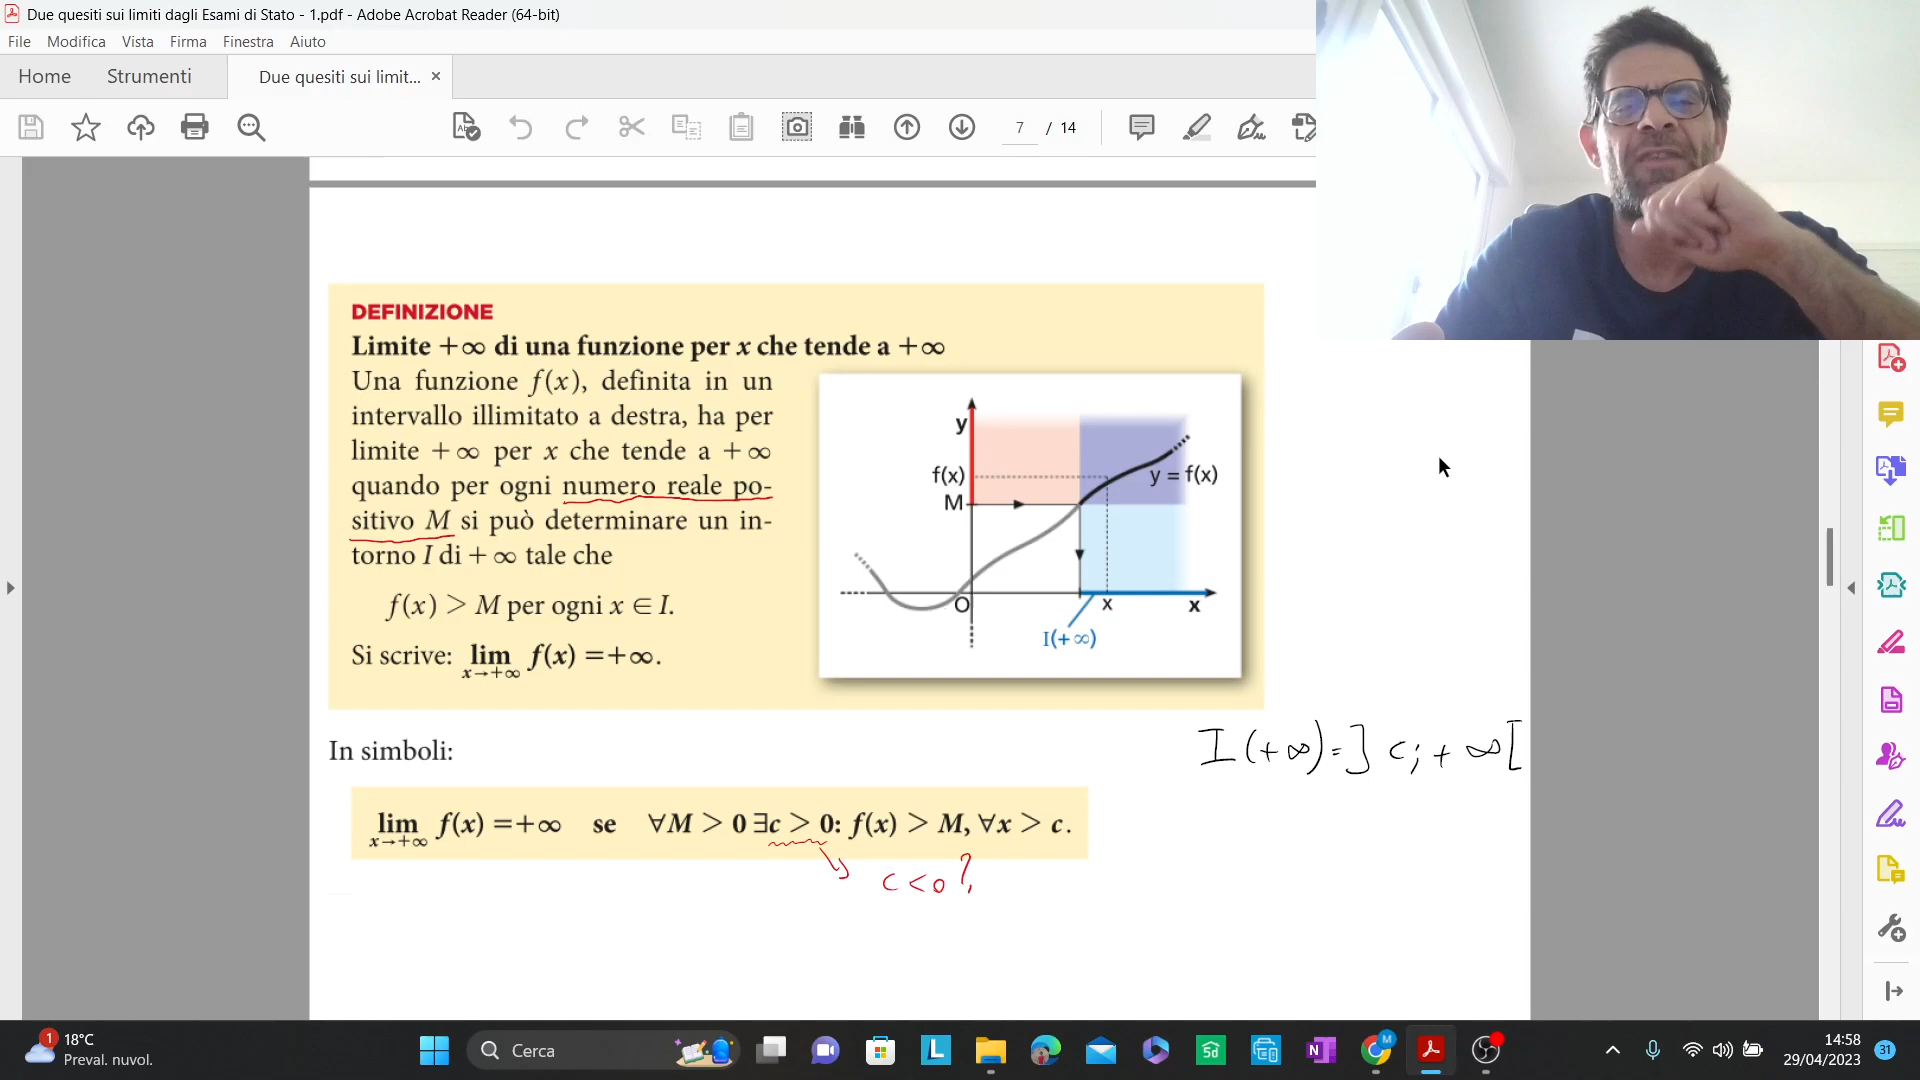 Due quesiti sui limiti dagli Esami di Stato - 1.pdf - Adobe Acrobat Reader (64-bit)
File Modifica Vista Firma Finestra Aiuto
Home Strumenti Due quesiti sui limit... ×
7 / 14
DEFINIZIONE
Limite +∞ di una funzione per x che tende a +∞
Una funzione f(x), definita in un
intervallo illimitato a destra, ha per
limite +∞ per x che tende a +∞
quando per ogni numero reale po-
sitivo M si può determinare un in-
torno I di +∞ tale che
f(x) > M per ogni x ∈ I.
Si scrive: lim f(x) = +∞.
x→+∞
y
f(x)
M
y = f(x)
O
x
x
I(+∞)
I(+∞)=]c;+∞[
In simboli:
lim f(x) = +∞ se ∀M > 0 ∃c > 0: f(x) > M, ∀x > c.
x→+∞
c<0?
1
18°C
Preval. nuvol.
Cerca
14:58
29/04/2023
31